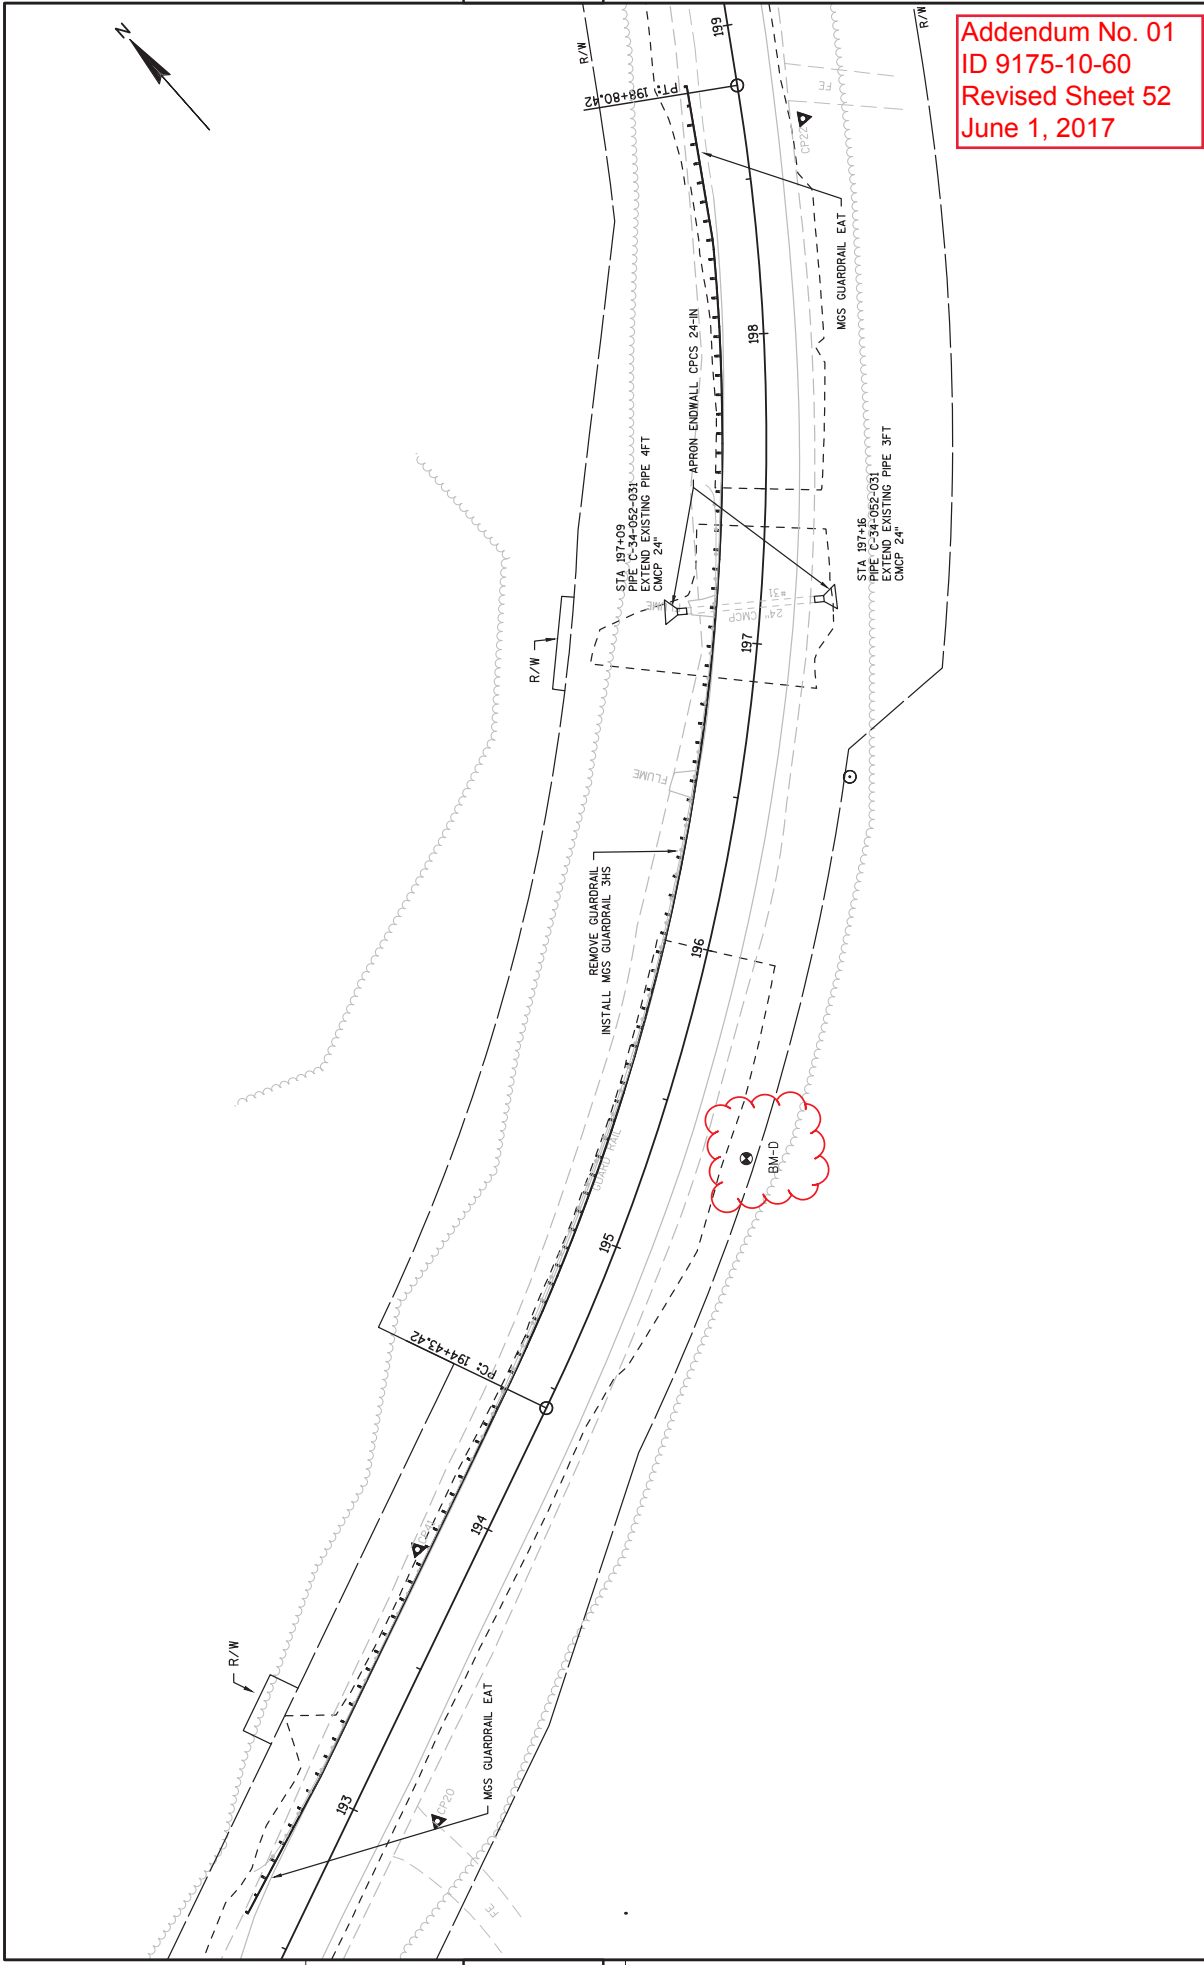 Addendum No. 01
ID 9175-10-60
Revised Sheet 52
June 1, 2017
N
R/W
R/W
199
PT: 198+80.42
FE
CP22
MGS GUARDRAIL EAT
198
APRON ENDWALL CPCS 24-IN
STA 197+09
PIPE C-34-052-031
EXTEND EXISTING PIPE 4FT
CMCP 24"
STA 197+16
PIPE C-34-052-031
EXTEND EXISTING PIPE 3FT
CMCP 24"
24" CMCP
#31
197
R/W
FLUME
REMOVE GUARDRAIL
INSTALL MGS GUARDRAIL 3HS
196
BM-D
GUARD RAIL
195
PC: 194+43.42
194
R/W
MGS GUARDRAIL EAT
193
CP20
FE